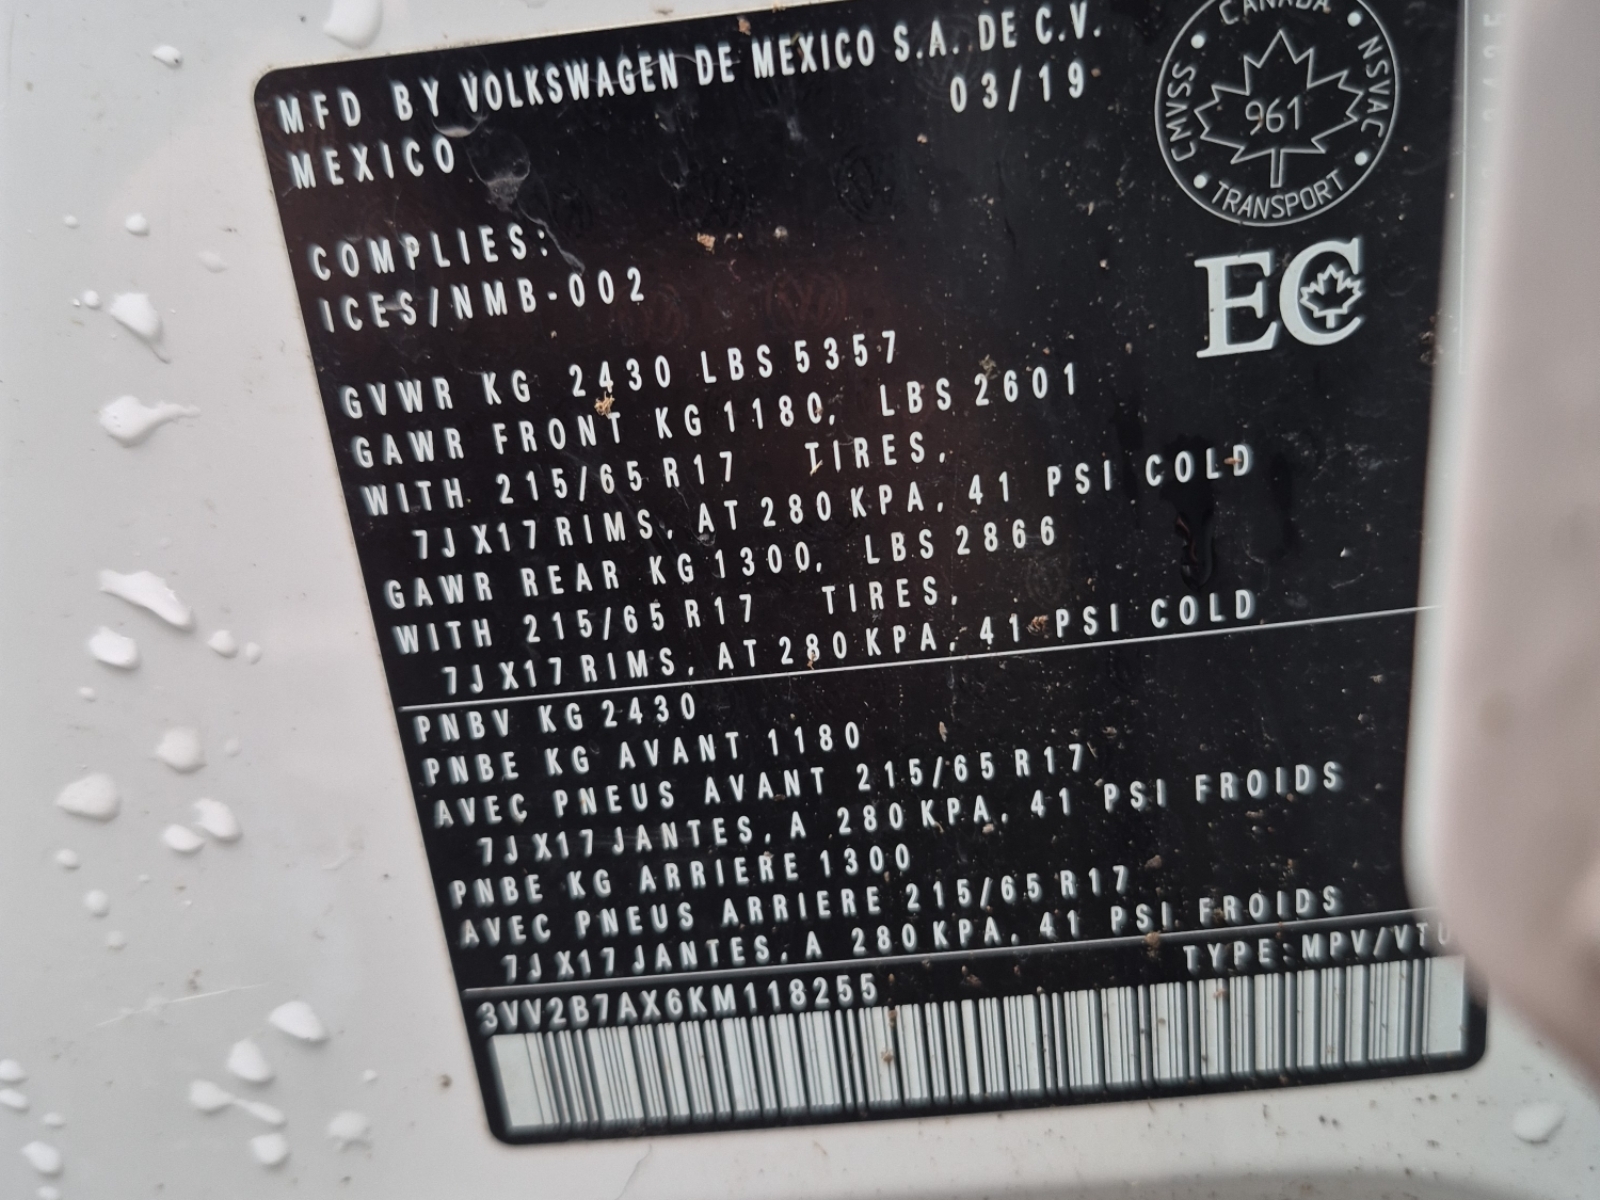 MFD BY VOLKSWAGEN DE MEXICO S.A. DE C.V.
MEXICO 03/19
COMPLIES:
ICES/NMB-002
GVWR KG 2430 LBS 5357
GAWR FRONT KG 1180, LBS 2601
WITH 215/65 R17 TIRES,
7J X17 RIMS, AT 280 KPA, 41 PSI COLD
GAWR REAR KG 1300, LBS 2866
WITH 215/65 R17 TIRES,
7J X17 RIMS, AT 280 KPA, 41 PSI COLD
PNBV KG 2430
PNBE KG AVANT 1180
AVEC PNEUS AVANT 215/65 R17
7J X17 JANTES, A 280 KPA, 41 PSI FROIDS
PNBE KG ARRIERE 1300
AVEC PNEUS ARRIERE 215/65 R17
7J X17 JANTES, A 280 KPA, 41 PSI FROIDS
3VV2B7AX6KM118255 TYPE: MPV/VTU
CANADA
CMVSS
961
NSVAC
TRANSPORT
EC